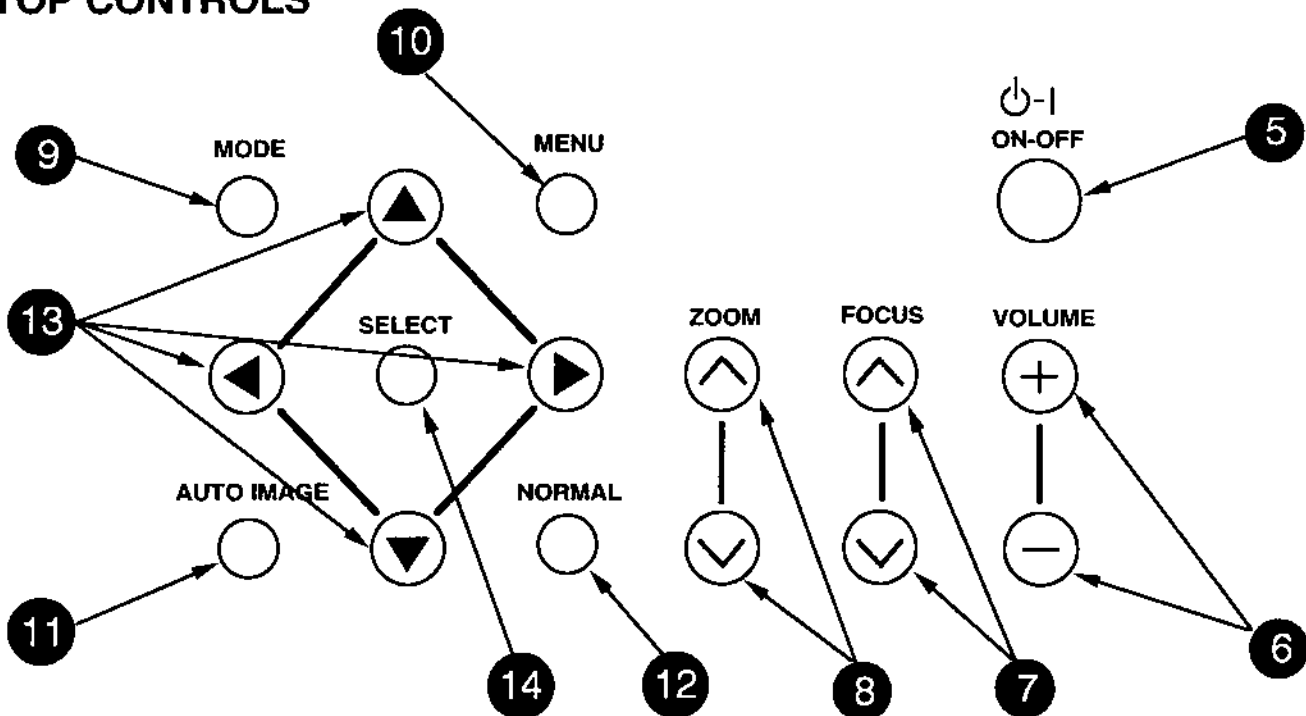 TOP CONTROLS
10
5
ON-OFF
9
MODE
MENU
13
SELECT
ZOOM
FOCUS
VOLUME
AUTO IMAGE
NORMAL
11
14
12
8
7
6